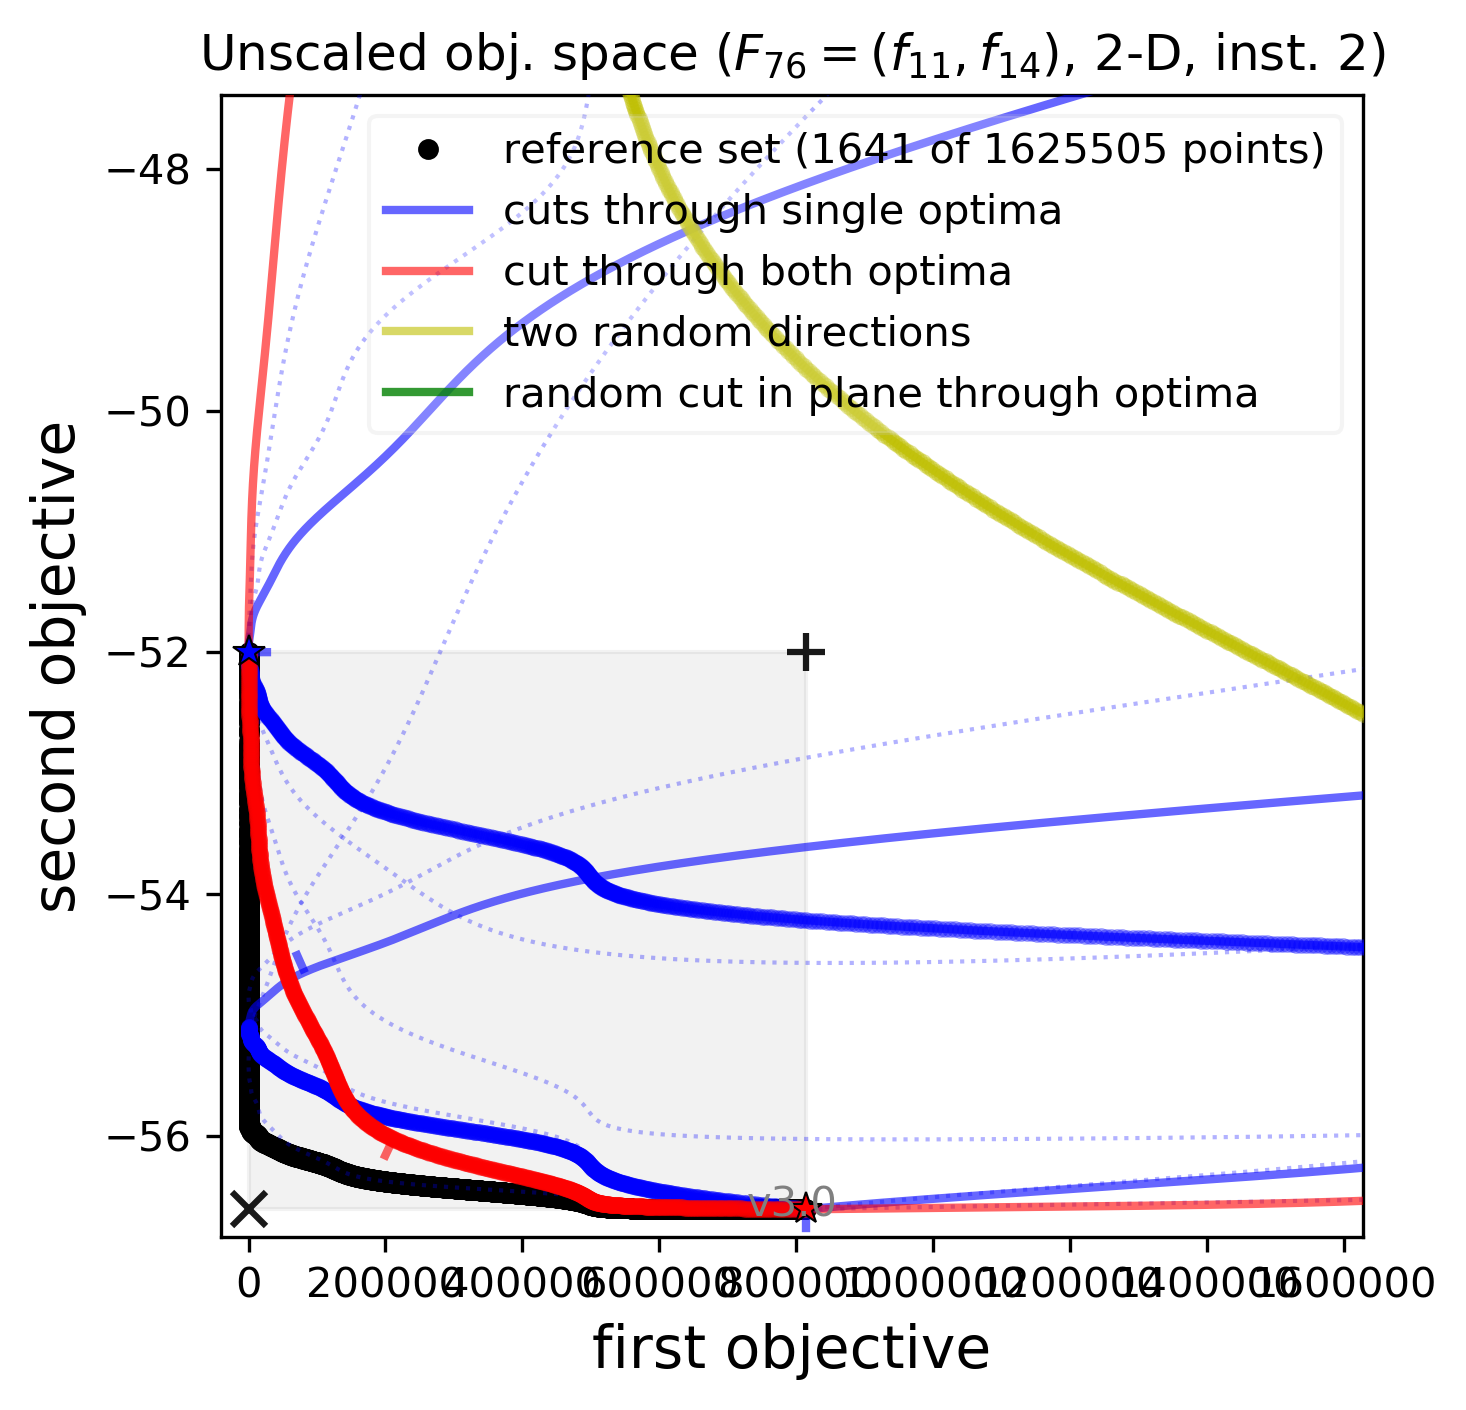 Unscaled obj. space (F76 = (f11, f14), 2-D, inst. 2)
reference set (1641 of 1625505 points)
cuts through single optima
cut through both optima
two random directions
random cut in plane through optima
−48
−50
−52
−54
−56
second objective
v3.0
0 200000 400000 600000 800000 1000000 1200000 1400000 1600000
first objective